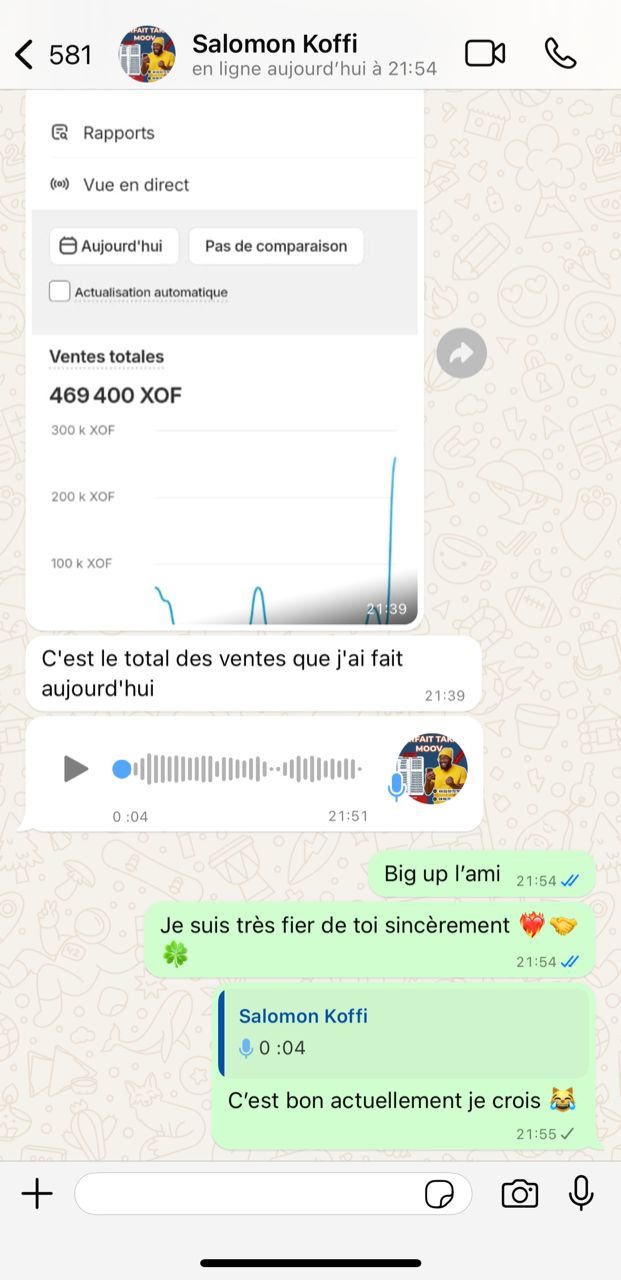 581
Salomon Koffi
en ligne aujourd'hui à 21:54
Rapports
Vue en direct
Aujourd'hui
Pas de comparaison
Actualisation automatique
Ventes totales
469 400 XOF
300 k XOF
200 k XOF
100 k XOF
21:39
C'est le total des ventes que j'ai fait
aujourd'hui
21:39
MOOV
0 :04
21:51
Big up l’ami
21:54
Je suis très fier de toi sincèrement ❤️‍🔥🤝
🍀
21:54
Salomon Koffi
0 :04
C’est bon actuellement je crois 😹
21:55